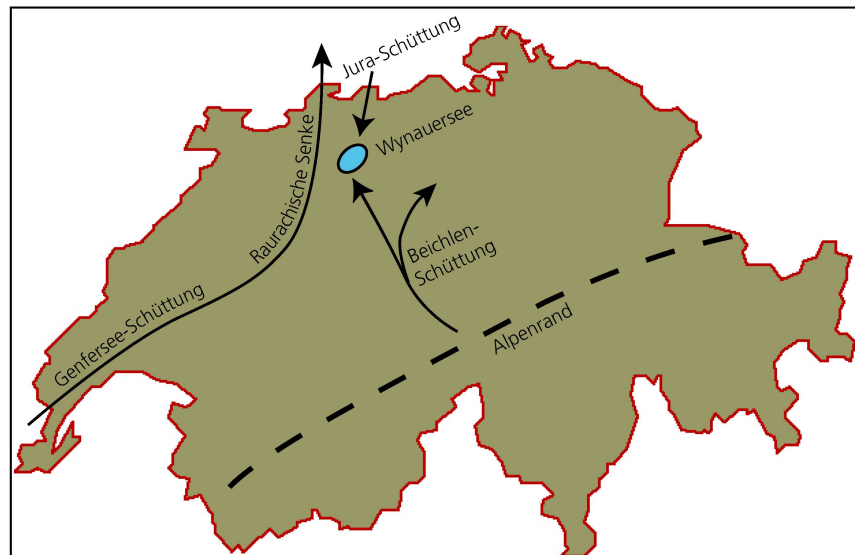 Jura-Schüttung
Wynauersee
Raurachische Senke
Beichlen-
Schüttung
Genfersee-Schüttung
Alpenrand